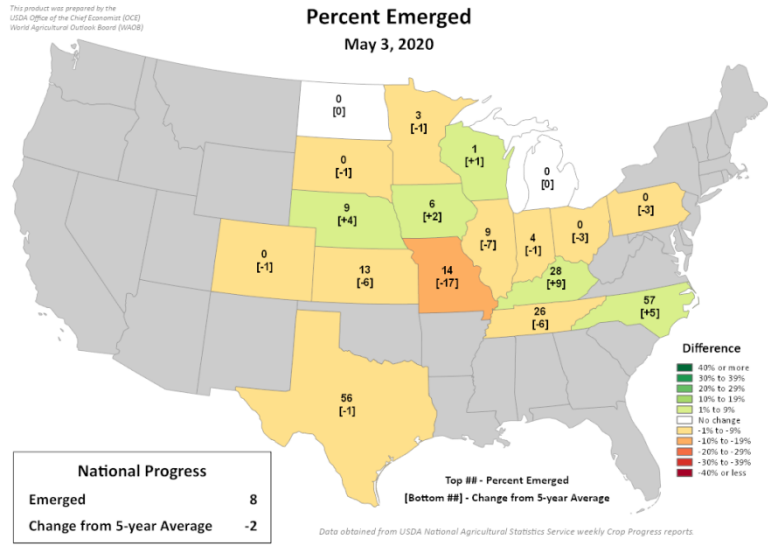 This product was prepared by the
USDA Office of the Chief Economist (OCE)
World Agricultural Outlook Board (WAOB)
Percent Emerged
May 3, 2020
0
[0]
3
[-1]
1
[+1]
0
[0]
0
[-1]
9
[+4]
6
[+2]
9
[-7]
4
[-1]
0
[-3]
0
[-3]
0
[-1]
13
[-6]
14
[-17]
28
[+9]
26
[-6]
57
[+5]
56
[-1]
Difference
40% or more
30% to 39%
20% to 29%
10% to 19%
1% to 9%
No change
-1% to -9%
-10% to -19%
-20% to -29%
-30% to -39%
-40% or less
Top ## - Percent Emerged
[Bottom ##] - Change from 5-year Average
National Progress
Emerged 8
Change from 5-year Average -2
Data obtained from USDA National Agricultural Statistics Service weekly Crop Progress reports.